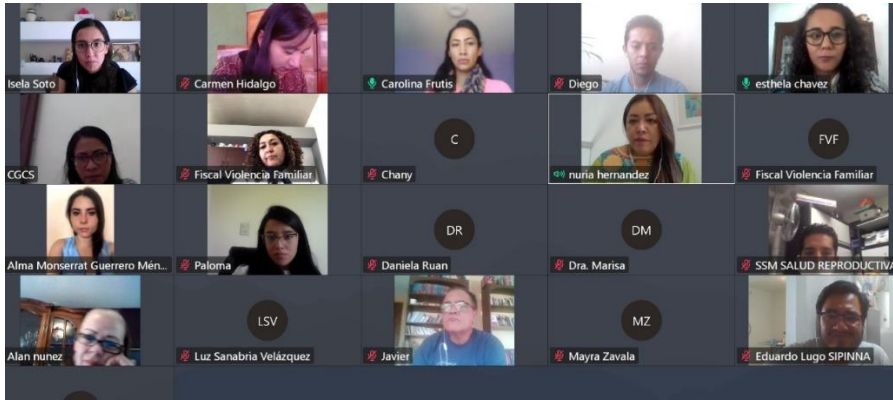 Isela Soto
Carmen Hidalgo
Carolina Frutis
Diego
esthela chavez
CGCS
Fiscal Violencia Familiar
C
Chany
nuria hernandez
FVF
Fiscal Violencia Familiar
Alma Monserrat Guerrero Mén...
Paloma
DR
Daniela Ruan
DM
Dra. Marisa
SSM SALUD REPRODUCTIVA
Alan nunez
LSV
Luz Sanabria Velázquez
Javier
MZ
Mayra Zavala
Eduardo Lugo SIPINNA